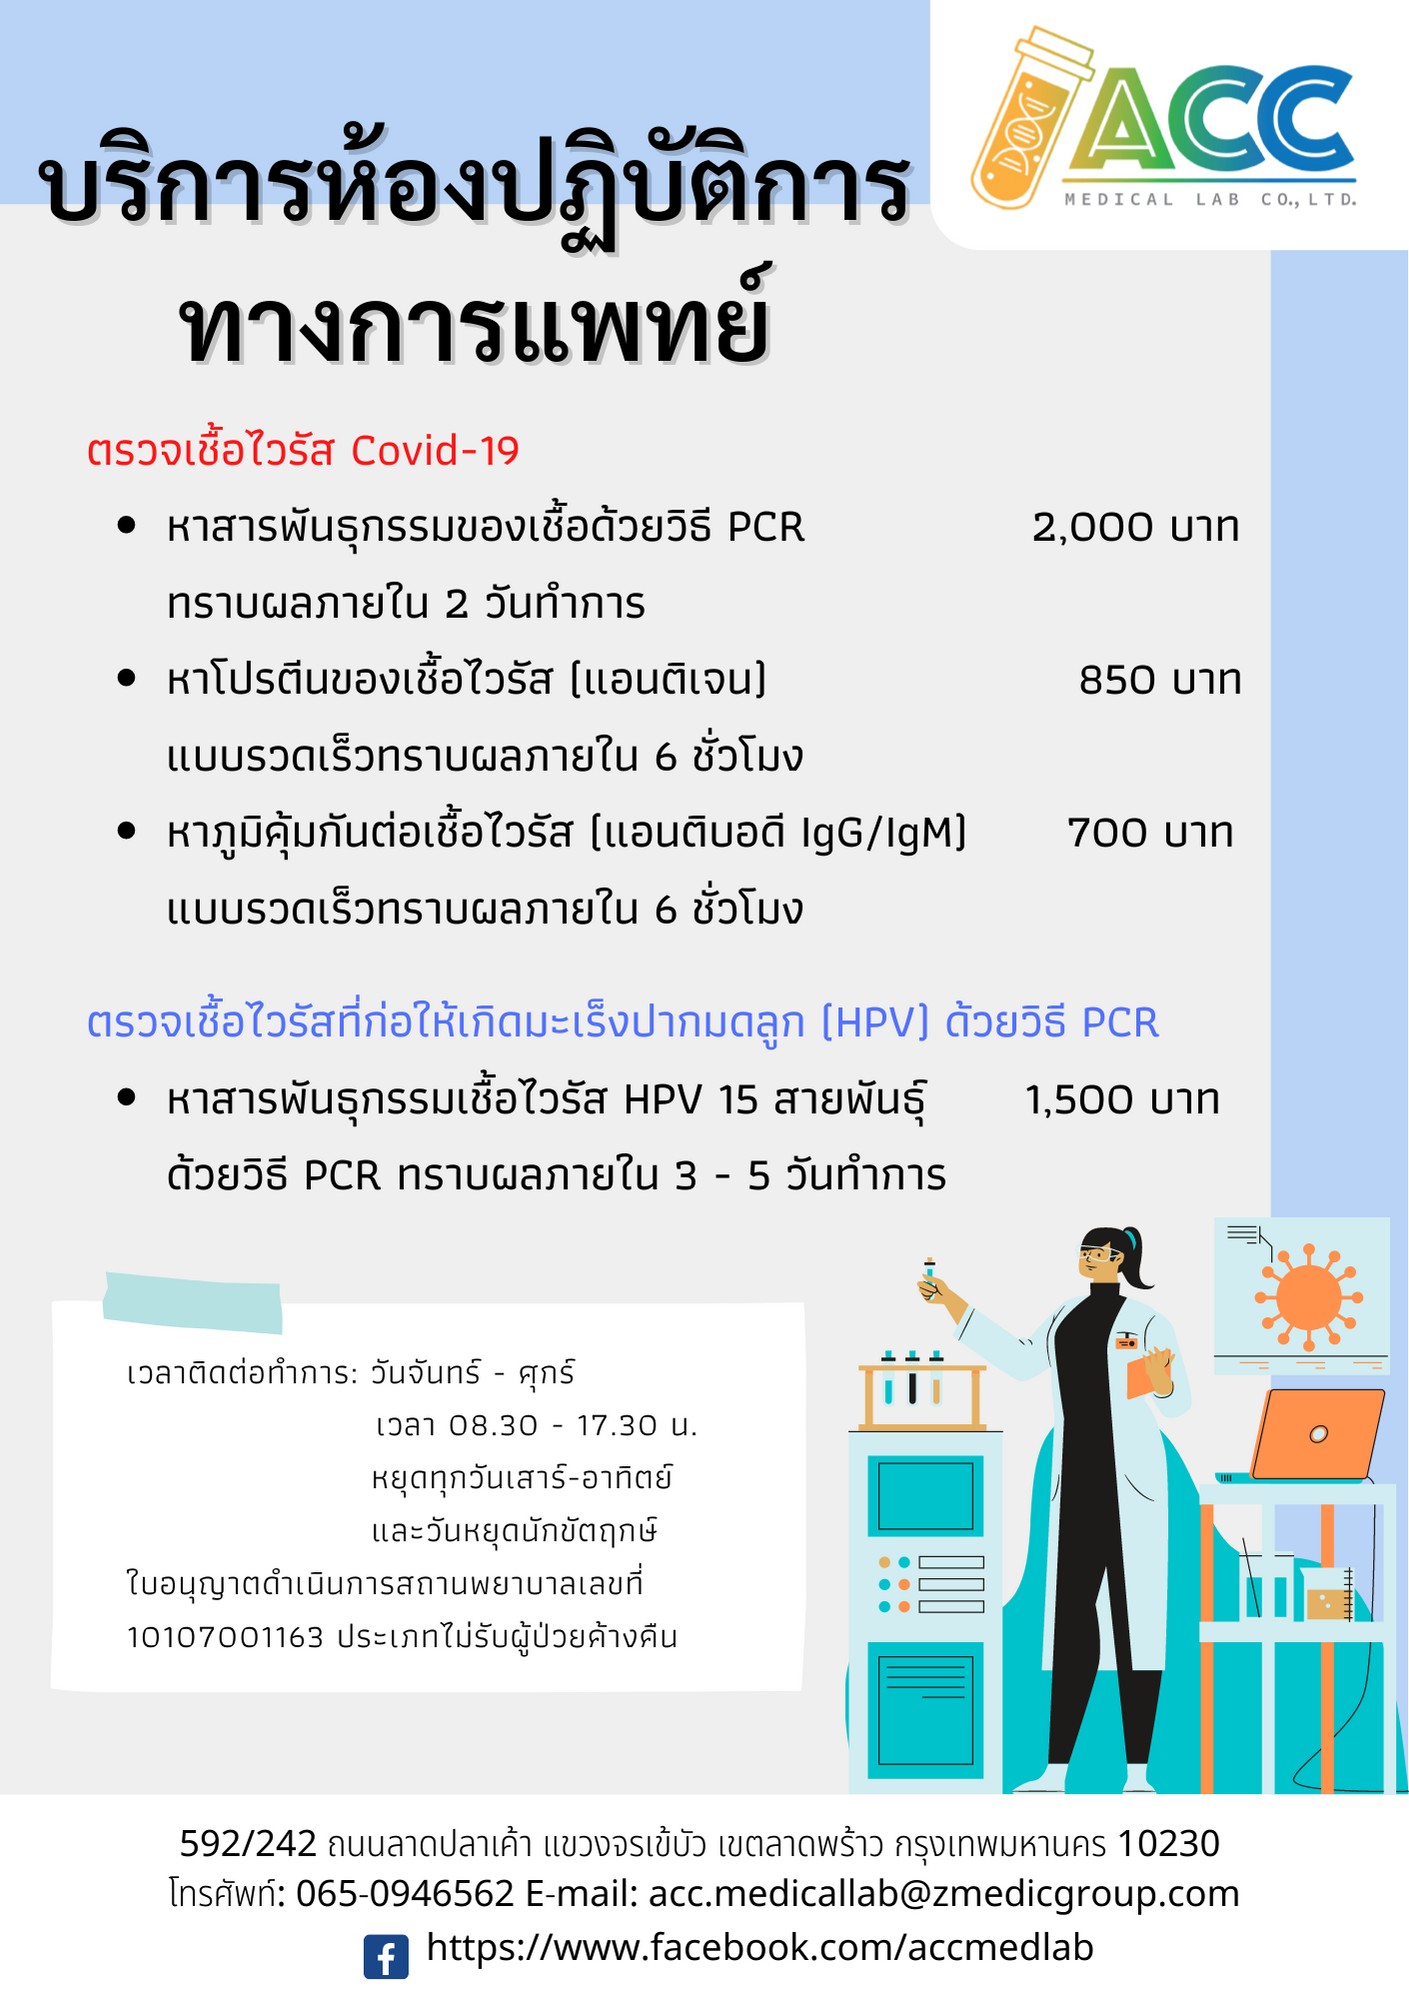 ACC
MEDICAL LAB CO., LTD.
บริการห้องปฏิบัติการ
ทางการแพทย์
ตรวจเชื้อไวรัส Covid-19
• หาสารพันธุกรรมของเชื้อด้วยวิธี PCR 2,000 บาท
ทราบผลภายใน 2 วันทำการ
• หาโปรตีนของเชื้อไวรัส (แอนติเจน) 850 บาท
แบบรวดเร็วทราบผลภายใน 6 ชั่วโมง
• หาภูมิคุ้มกันต่อเชื้อไวรัส (แอนติบอดี IgG/IgM) 700 บาท
แบบรวดเร็วทราบผลภายใน 6 ชั่วโมง
ตรวจเชื้อไวรัสที่ก่อให้เกิดมะเร็งปากมดลูก (HPV) ด้วยวิธี PCR
• หาสารพันธุกรรมเชื้อไวรัส HPV 15 สายพันธุ์ 1,500 บาท
ด้วยวิธี PCR ทราบผลภายใน 3 - 5 วันทำการ
เวลาติดต่อทำการ: วันจันทร์ - ศุกร์
เวลา 08.30 - 17.30 น.
หยุดทุกวันเสาร์-อาทิตย์
และวันหยุดนักขัตฤกษ์
ใบอนุญาตดำเนินการสถานพยาบาลเลขที่
10107001163 ประเภทไม่รับผู้ป่วยค้างคืน
592/242 ถนนลาดปลาเค้า แขวงจรเข้บัว เขตลาดพร้าว กรุงเทพมหานคร 10230
โทรศัพท์: 065-0946562 E-mail: acc.medicallab@zmedicgroup.com
https://www.facebook.com/accmedlab